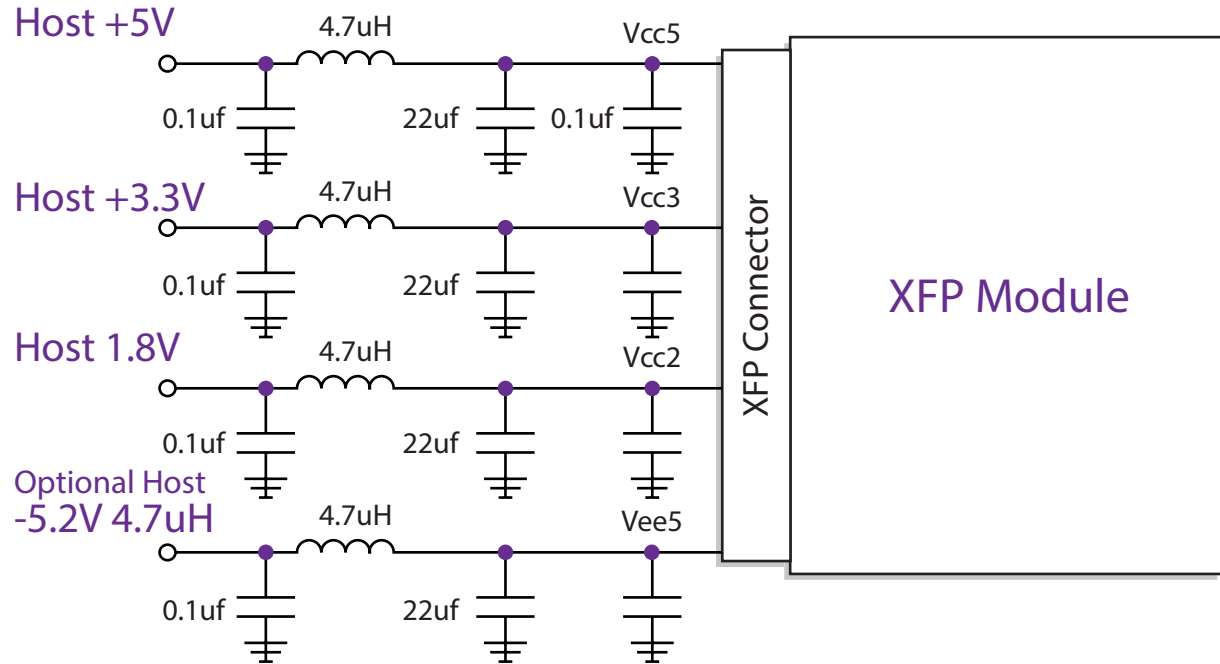 Host +5V
4.7uH
Vcc5
0.1uf
22uf
0.1uf
Host +3.3V
4.7uH
Vcc3
0.1uf
22uf
XFP Connector
XFP Module
Host 1.8V
4.7uH
Vcc2
0.1uf
22uf
Optional Host
-5.2V 4.7uH
4.7uH
Vee5
0.1uf
22uf